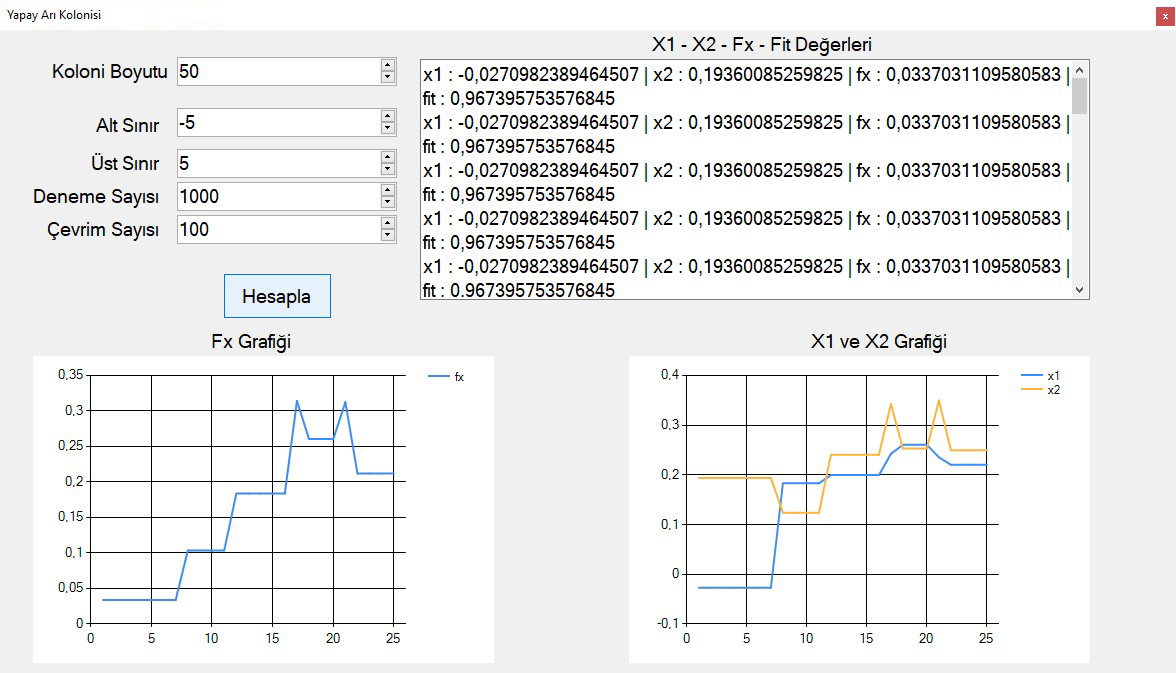 Yapay Arı Kolonisi
x
Koloni Boyutu 50
Alt Sınır -5
Üst Sınır 5
Deneme Sayısı 1000
Çevrim Sayısı 100
Hesapla
X1 - X2 - Fx - Fit Değerleri
x1 : -0,0270982389464507 | x2 : 0,19360085259825 | fx : 0,0337031109580583 |
fit : 0,967395753576845
x1 : -0,0270982389464507 | x2 : 0,19360085259825 | fx : 0,0337031109580583 |
fit : 0,967395753576845
x1 : -0,0270982389464507 | x2 : 0,19360085259825 | fx : 0,0337031109580583 |
fit : 0,967395753576845
x1 : -0,0270982389464507 | x2 : 0,19360085259825 | fx : 0,0337031109580583 |
fit : 0,967395753576845
x1 : -0,0270982389464507 | x2 : 0,19360085259825 | fx : 0,0337031109580583 |
fit : 0,967395753576845
Fx Grafiği
0,35
0,3
0,25
0,2
0,15
0,1
0,05
0
0 5 10 15 20 25
fx
X1 ve X2 Grafiği
0,4
0,3
0,2
0,1
0
-0,1
0 5 10 15 20 25
x1
x2